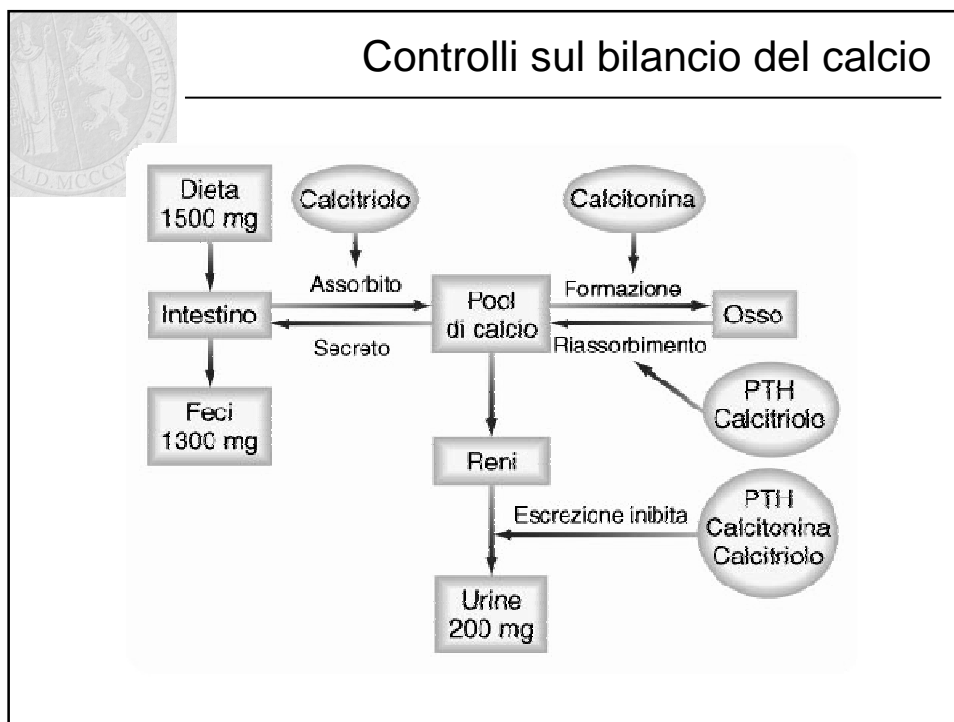 Controlli sul bilancio del calcio
Dieta
1500 mg
Calcitriolo
Calcitonina
Assorbito
Formazione
Intestino
Pool
di calcio
Osso
Secreto
Riassorbimento
Feci
1300 mg
PTH
Calcitriolo
Reni
Escrezione inibita
PTH
Calcitonina
Calcitriolo
Urine
200 mg
A.D.MCCCV